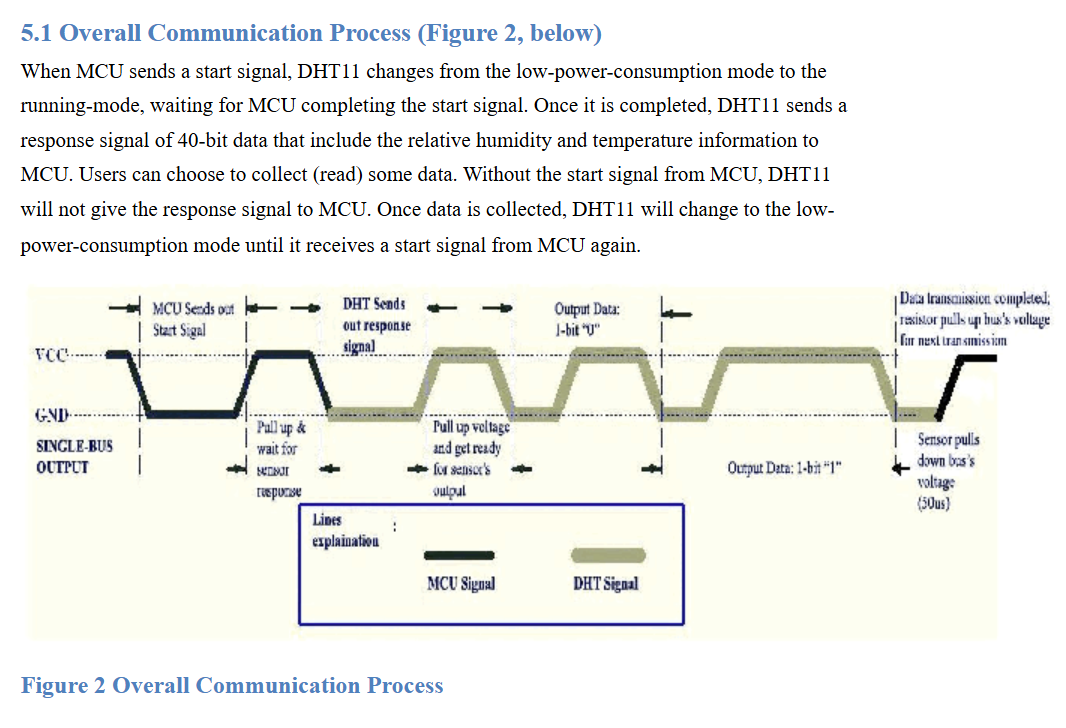 5.1 Overall Communication Process (Figure 2, below)
When MCU sends a start signal, DHT11 changes from the low-power-consumption mode to the
running-mode, waiting for MCU completing the start signal. Once it is completed, DHT11 sends a
response signal of 40-bit data that include the relative humidity and temperature information to
MCU. Users can choose to collect (read) some data. Without the start signal from MCU, DHT11
will not give the response signal to MCU. Once data is collected, DHT11 will change to the low-
power-consumption mode until it receives a start signal from MCU again.
MCU Sends out
Start Sigal
DHT Sends
out response
signal
Output Data:
1-bit "0"
Data transmission completed;
resistor pulls up bus's voltage
for next transmission
VCC
GND
SINGLE-BUS
OUTPUT
Pull up &
wait for
sensor
response
Pull up voltage
and get ready
for sensor's
output
Output Data: 1-bit "1"
Sensor pulls
down bus's
voltage
(50us)
Lines :
explaination
MCU Signal
DHT Signal
Figure 2 Overall Communication Process